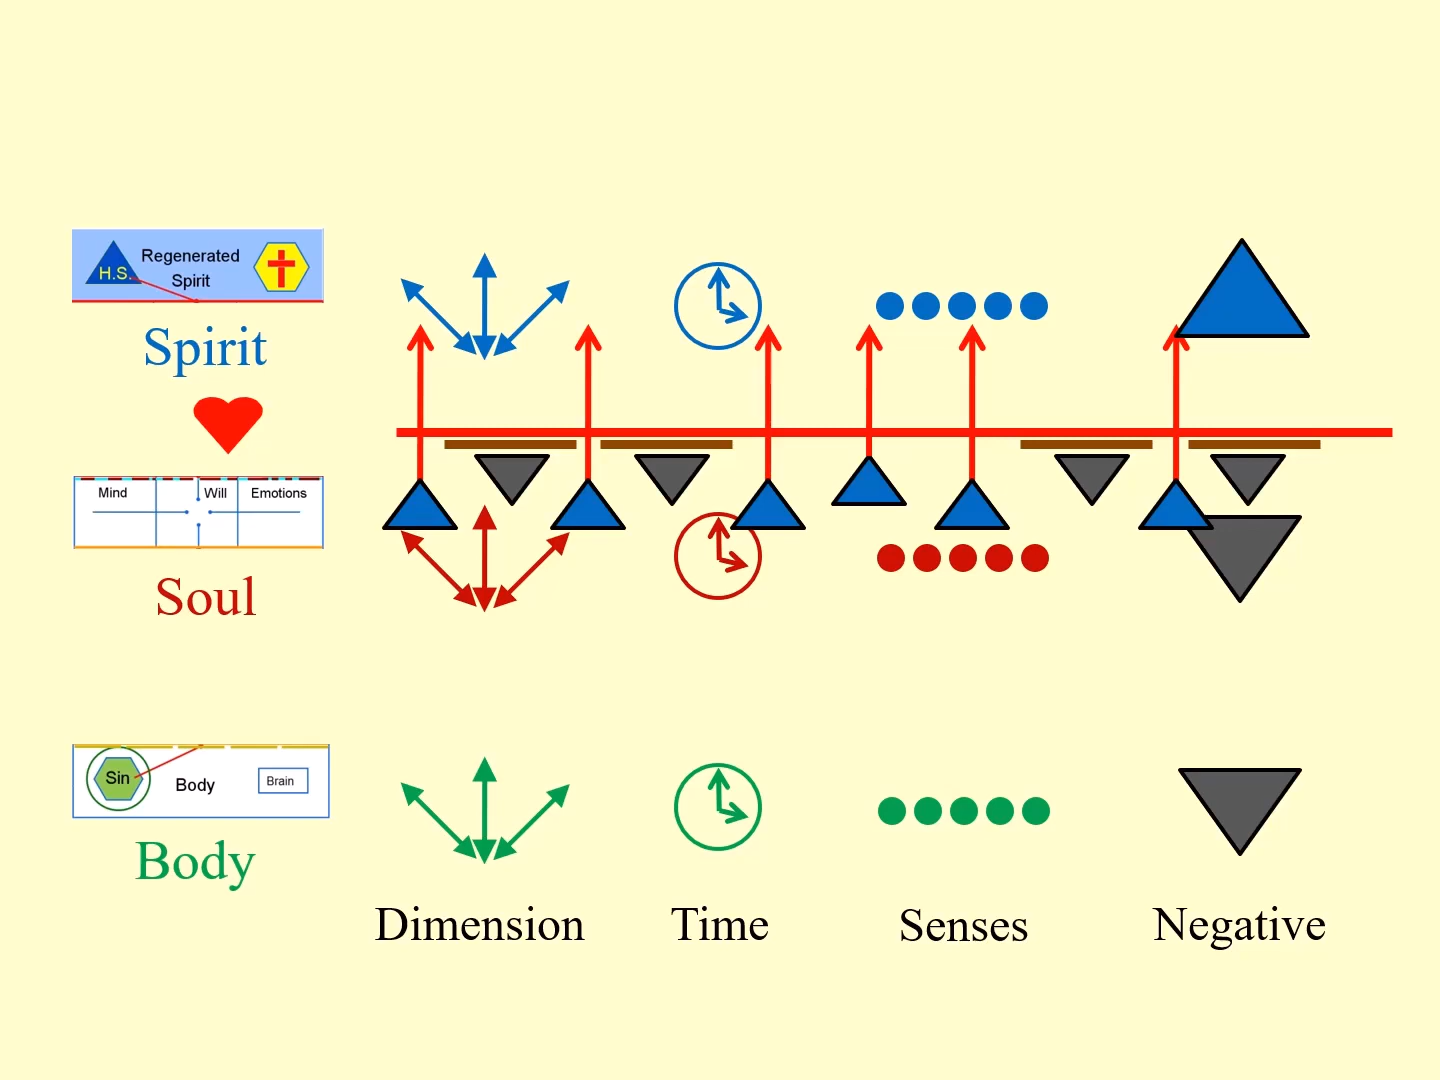 H.S.
Regenerated
Spirit
Spirit
Mind
Will
Emotions
Soul
Sin
Body
Brain
Body
Dimension
Time
Senses
Negative